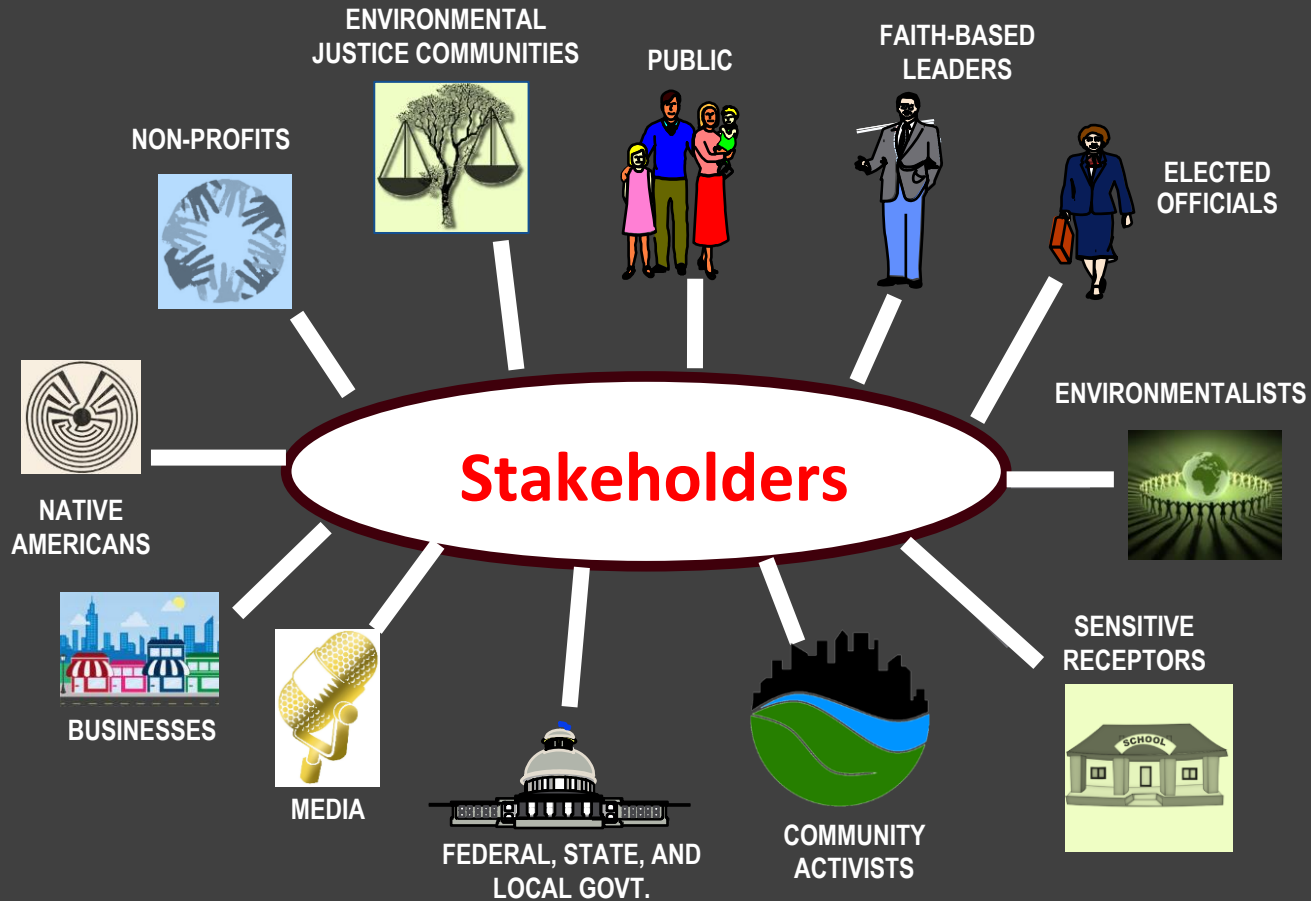 ENVIRONMENTAL
JUSTICE COMMUNITIES
PUBLIC
FAITH-BASED
LEADERS
NON-PROFITS
ELECTED
OFFICIALS
ENVIRONMENTALISTS
Stakeholders
NATIVE
AMERICANS
SENSITIVE
RECEPTORS
SCHOOL
BUSINESSES
MEDIA
COMMUNITY
ACTIVISTS
FEDERAL, STATE, AND
LOCAL GOVT.